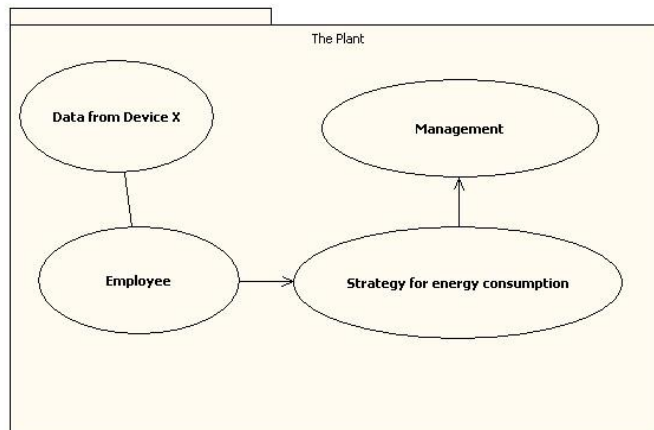 The Plant
Data from Device X
Management
Employee
Strategy for energy consumption